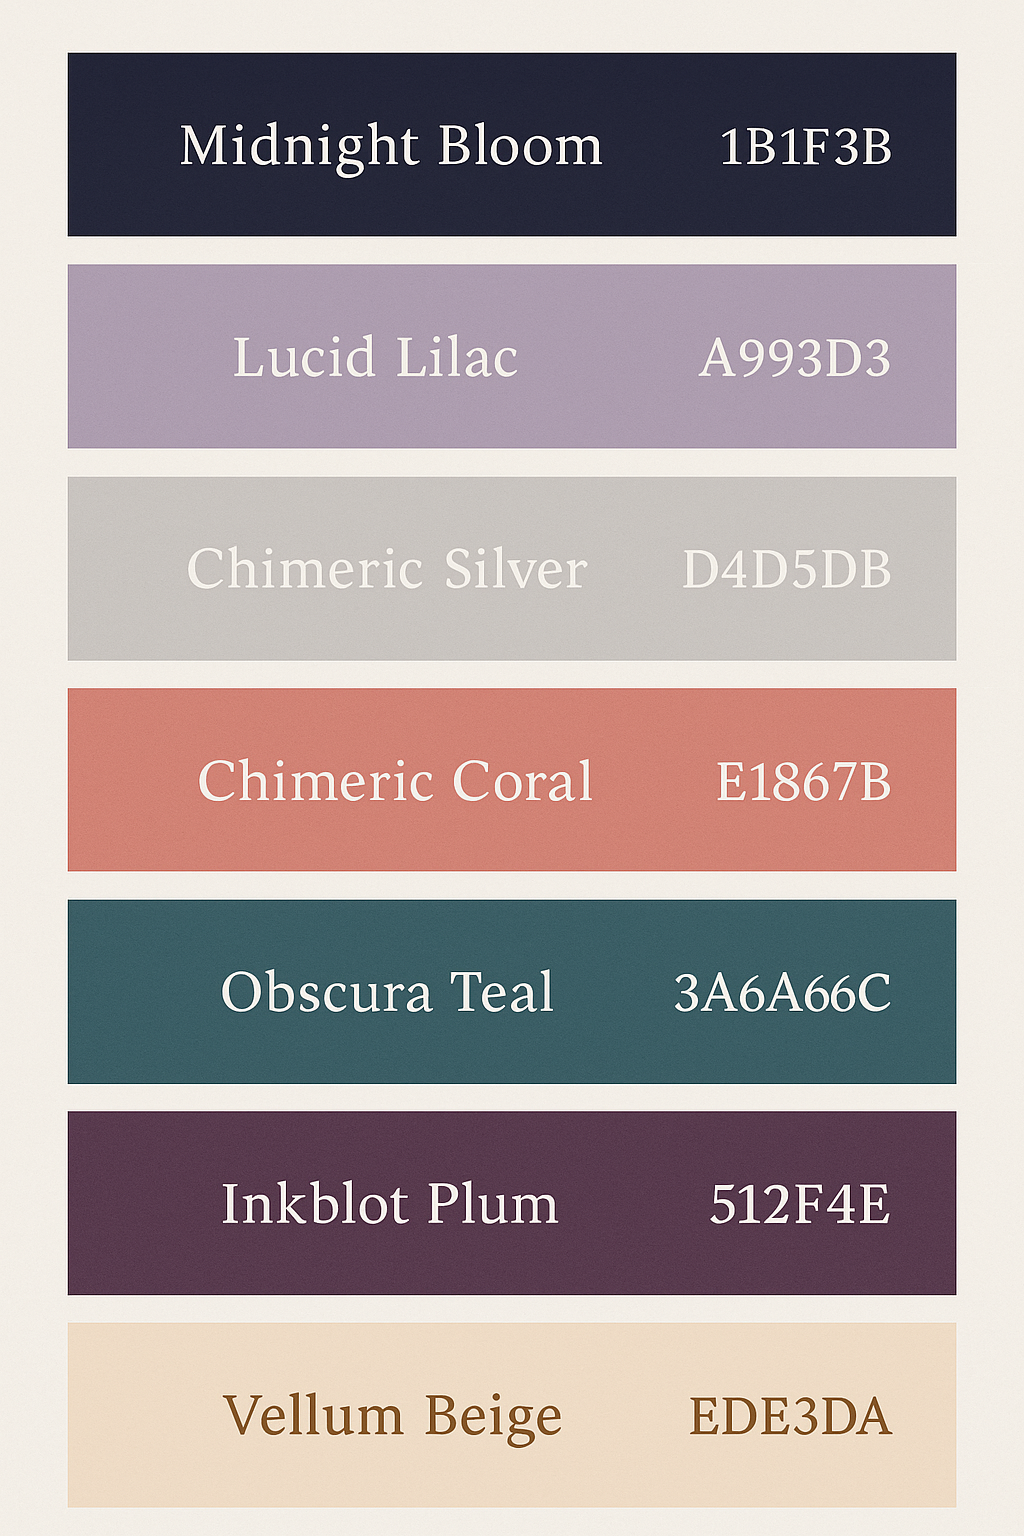 Midnight Bloom 1B1F3B
Lucid Lilac A993D3
Chimeric Silver D4D5DB
Chimeric Coral E1867B
Obscura Teal 3A6A66C
Inkblot Plum 512F4E
Vellum Beige EDE3DA